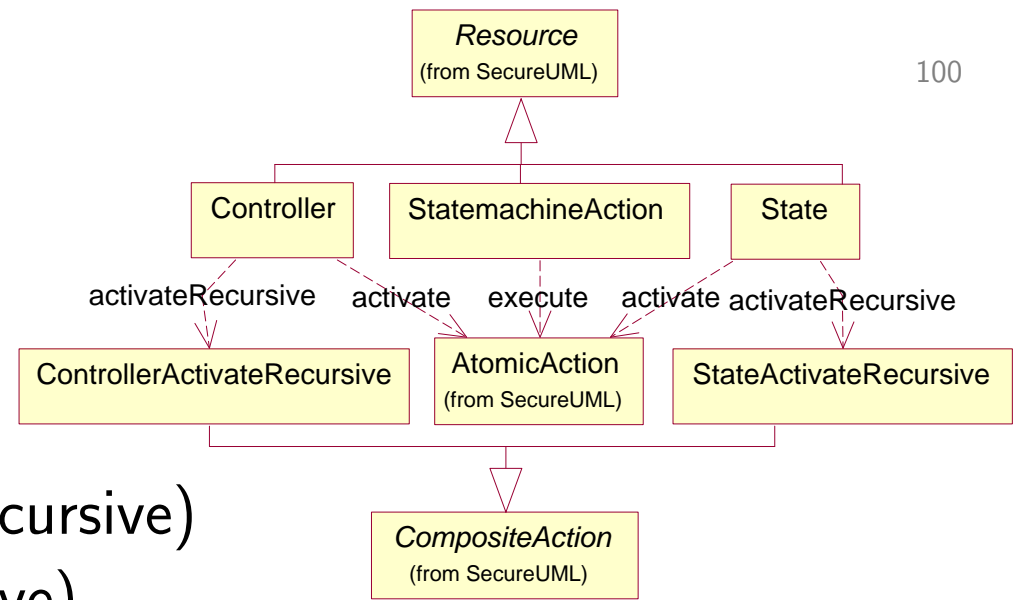 Resource
(from SecureUML)
100
Controller
StatemachineAction
State
activateRecursive
activate
execute
activate
activateRecursive
ControllerActivateRecursive
AtomicAction
(from SecureUML)
StateActivateRecursive
cursive)
CompositeAction
(from SecureUML)
ve)